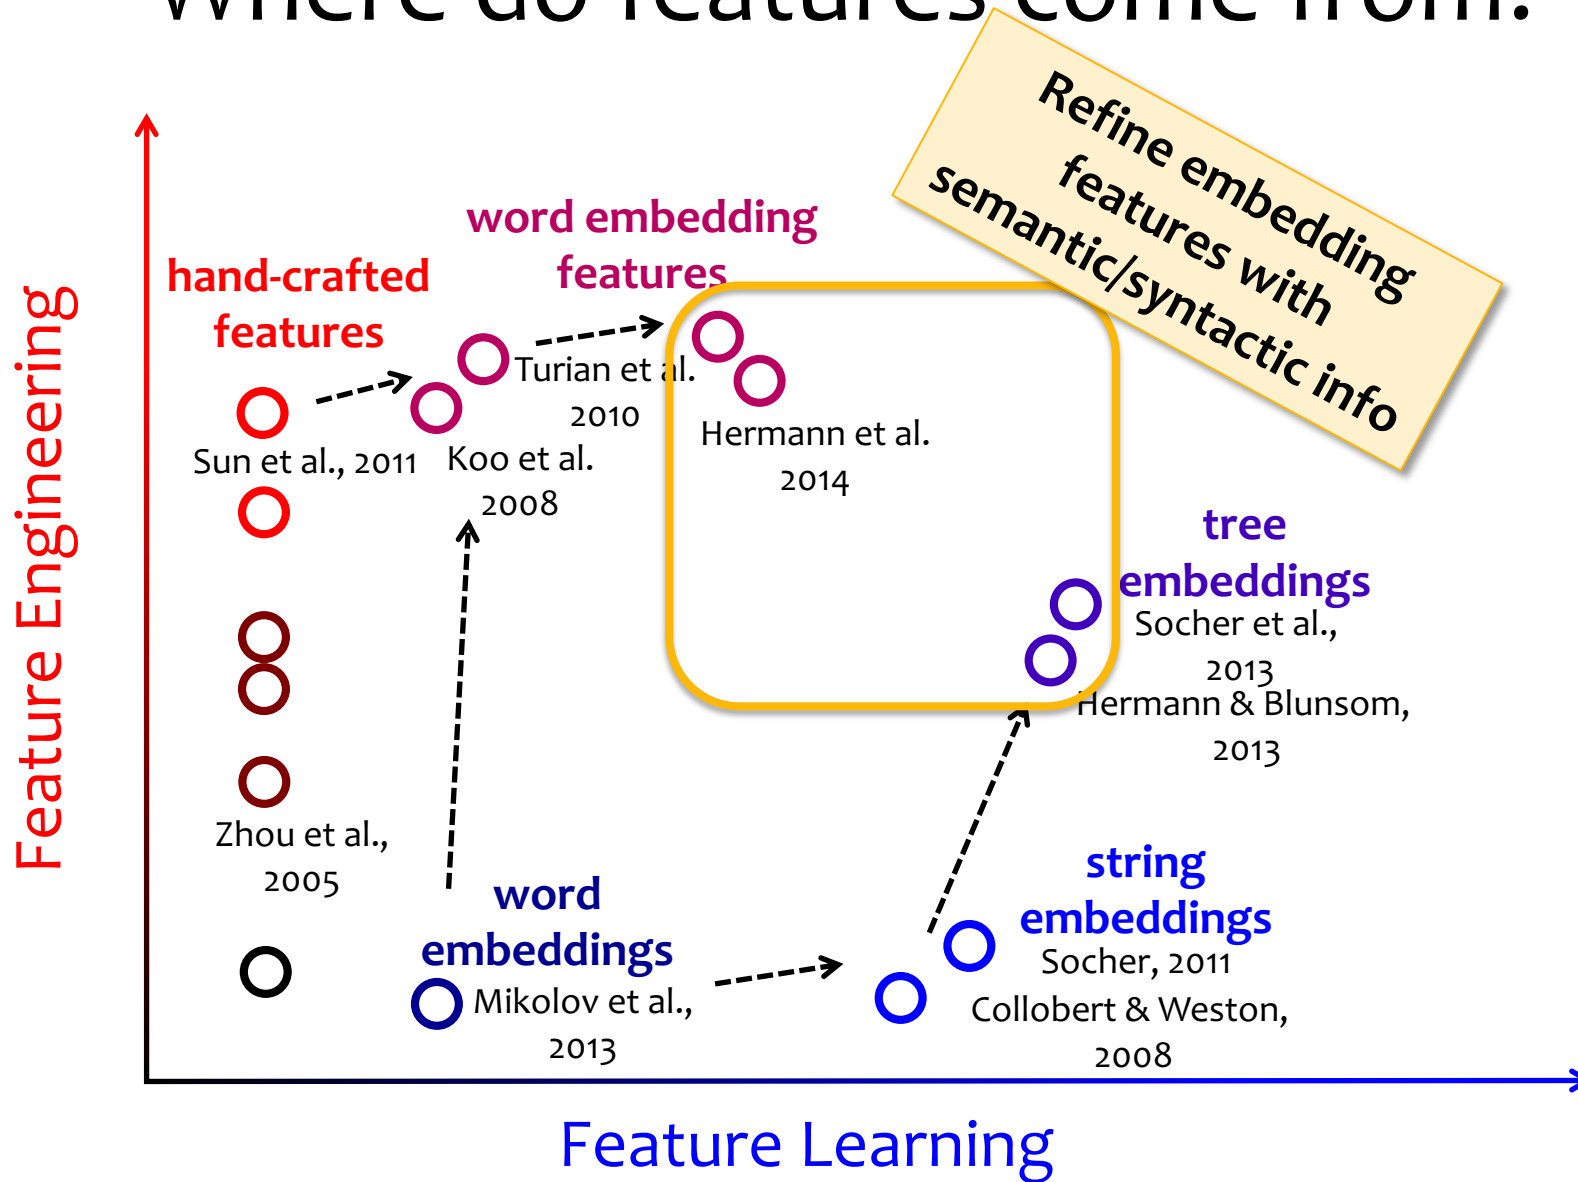 Where do features come from?
Refine embedding
features with
semantic/syntactic info
word embedding
features
hand-crafted
features
Turian et al.
2010
Sun et al., 2011
Koo et al.
2008
Hermann et al.
2014
tree
embeddings
Socher et al.,
2013
Hermann & Blunsom,
2013
Zhou et al.,
2005
word
embeddings
Mikolov et al.,
2013
string
embeddings
Socher, 2011
Collobert & Weston,
2008
Feature Engineering
Feature Learning